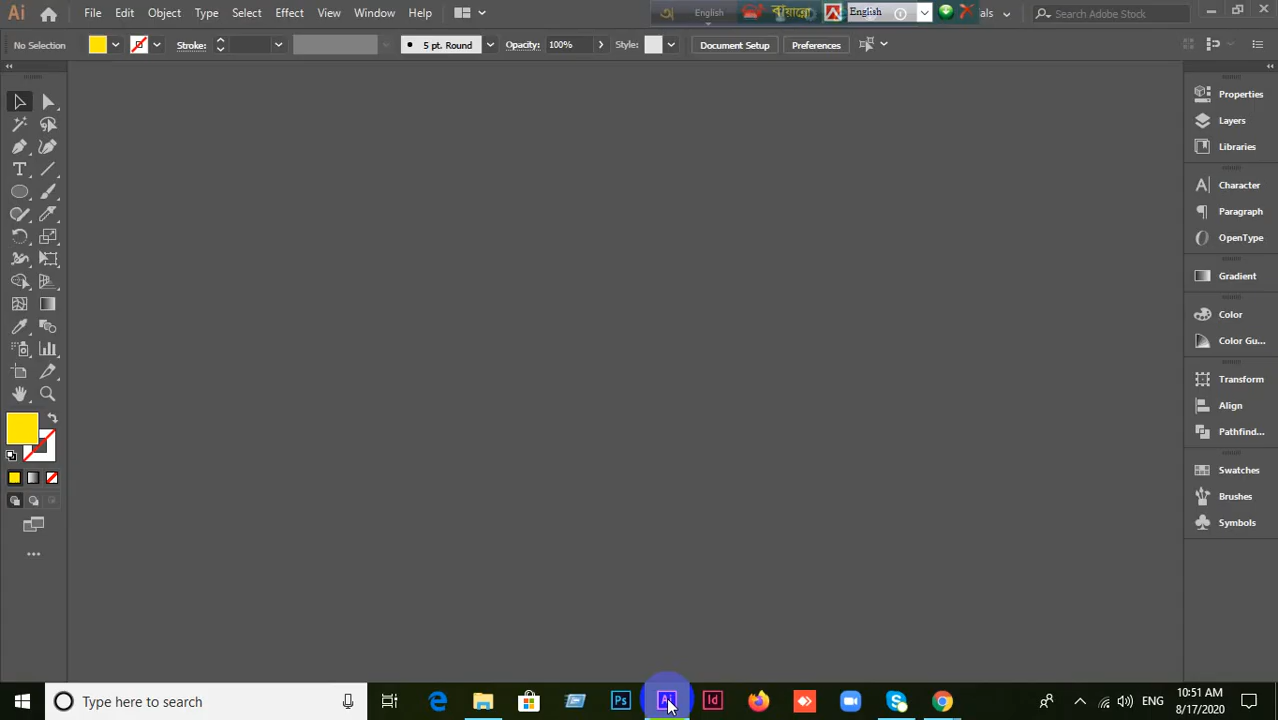 Ai File Edit Object Type Select Effect View Window Help English বায়ান্নো English als Search Adobe Stock
No Selection Stroke: 5 pt. Round Opacity: 100% Style: Document Setup Preferences
Properties
Layers
Libraries
Character
Paragraph
OpenType
Gradient
Color
Color Gu...
Transform
Align
Pathfind...
Swatches
Brushes
Symbols
T
Type here to search Ps Ai Id ENG 10:51 AM
8/17/2020